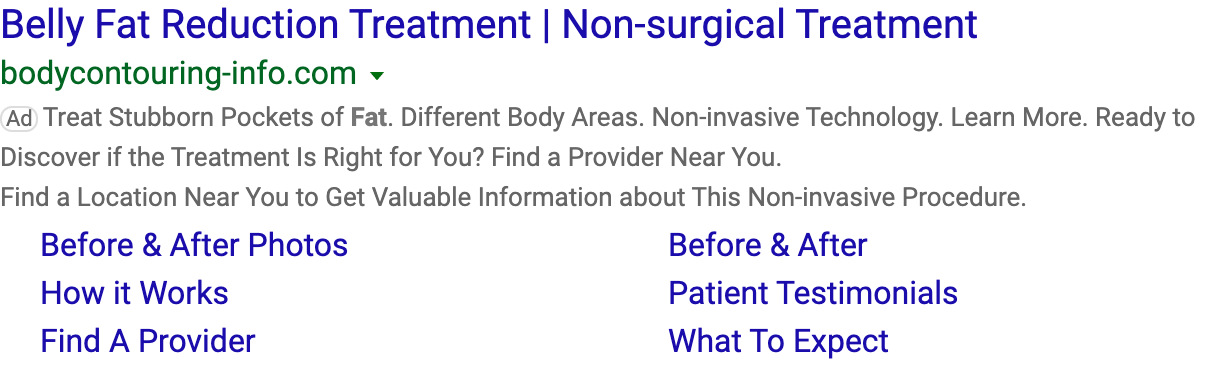 Belly Fat Reduction Treatment | Non-surgical Treatment
bodycontouring-info.com
Ad Treat Stubborn Pockets of Fat. Different Body Areas. Non-invasive Technology. Learn More. Ready to
Discover if the Treatment Is Right for You? Find a Provider Near You.
Find a Location Near You to Get Valuable Information about This Non-invasive Procedure.
Before & After Photos Before & After
How it Works Patient Testimonials
Find A Provider What To Expect